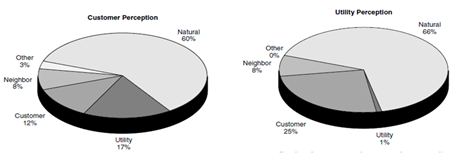 Customer Perception
Natural
60%
Other
3%
Neighbor
8%
Customer
12%
Utility
17%
Utility Perception
Natural
66%
Other
0%
Neighbor
8%
Customer
25%
Utility
1%